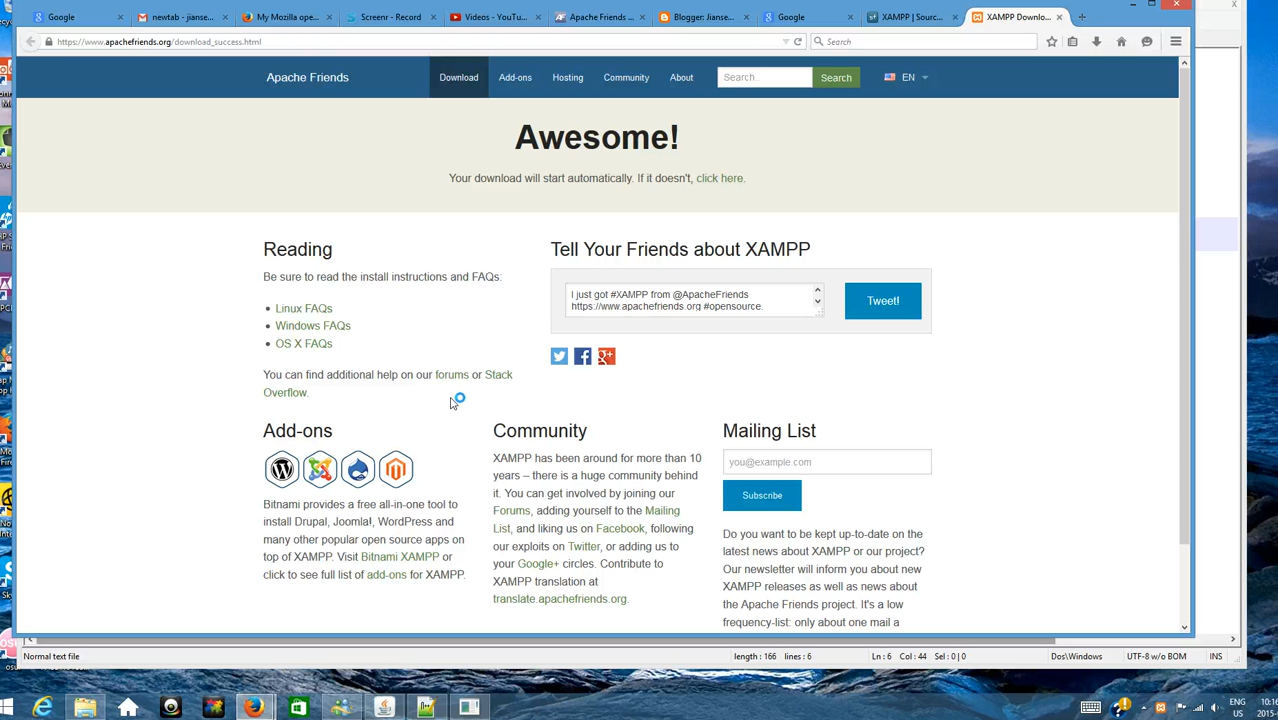 Google
newtab - jianse...
My Mozilla ope...
Screenr - Record
Videos - YouTu...
Apache Friends ...
Blogger: Jianse...
Google
XAMPP | Sourc...
XAMPP Downlo...
https://www.apachefriends.org/download_success.html
Search
Apache Friends
Download
Add-ons
Hosting
Community
About
Search..
Search
EN
Awesome!
Your download will start automatically. If it doesn't, click here.
Reading
Be sure to read the install instructions and FAQs:
Linux FAQs
Windows FAQs
OS X FAQs
You can find additional help on our forums or Stack
Overflow.
Tell Your Friends about XAMPP
I just got #XAMPP from @ApacheFriends
https://www.apachefriends.org #opensource.
Tweet!
Add-ons
Bitnami provides a free all-in-one tool to
install Drupal, Joomla!, WordPress and
many other popular open source apps on
top of XAMPP. Visit Bitnami XAMPP or
click to see full list of add-ons for XAMPP.
Community
XAMPP has been around for more than 10
years – there is a huge community behind
it. You can get involved by joining our
Forums, adding yourself to the Mailing
List, and liking us on Facebook, following
our exploits on Twitter, or adding us to
your Google+ circles. Contribute to
XAMPP translation at
translate.apachefriends.org.
Mailing List
you@example.com
Subscribe
Do you want to be kept up-to-date on the
latest news about XAMPP or our project?
Our newsletter will inform you about new
XAMPP releases as well as news about
the Apache Friends project. It's a low
frequency-list: only about one mail a
Normal text file
length : 166 lines : 6
Ln : 6 Col : 44 Sel : 0 | 0
Dos\Windows
UTF-8 w/o BOM
INS
ENG
US
10:16
2015-